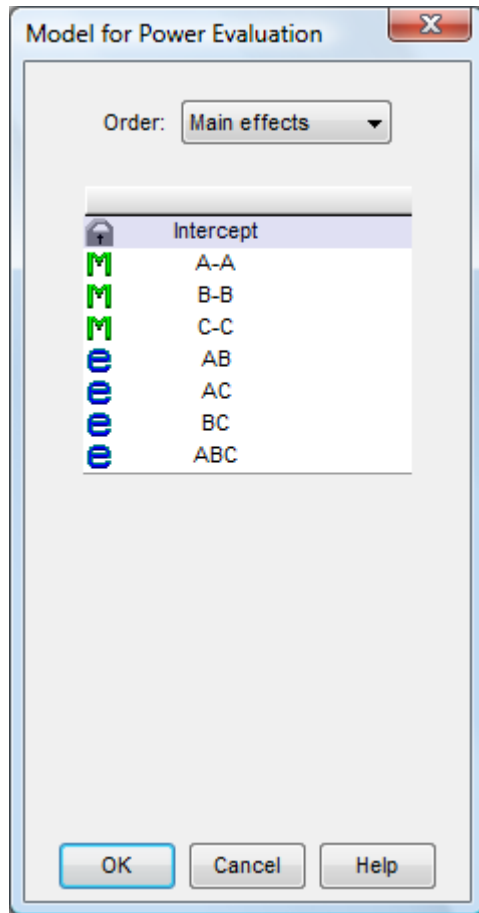 Model for Power Evaluation
Order: Main effects
Intercept
M A-A
M B-B
M C-C
e AB
e AC
e BC
e ABC
OK Cancel Help